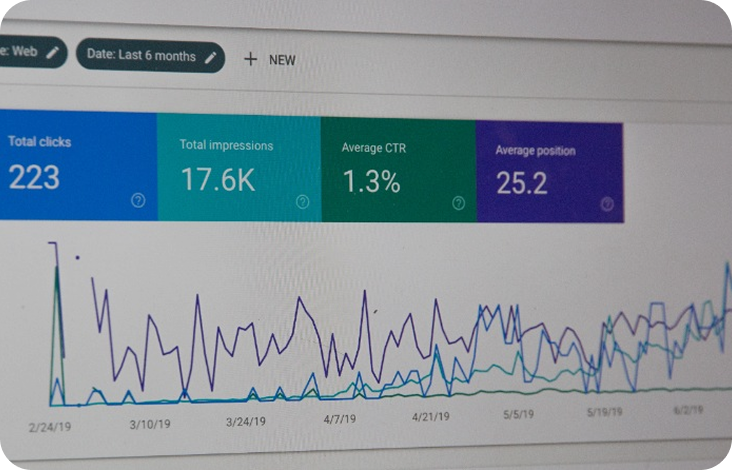 e: Web
Date: Last 6 months
+ NEW
Total clicks
223
Total impressions
17.6K
Average CTR
1.3%
Average position
25.2
2/24/19
3/10/19
3/24/19
4/7/19
4/21/19
5/5/19
5/19/19
6/2/19